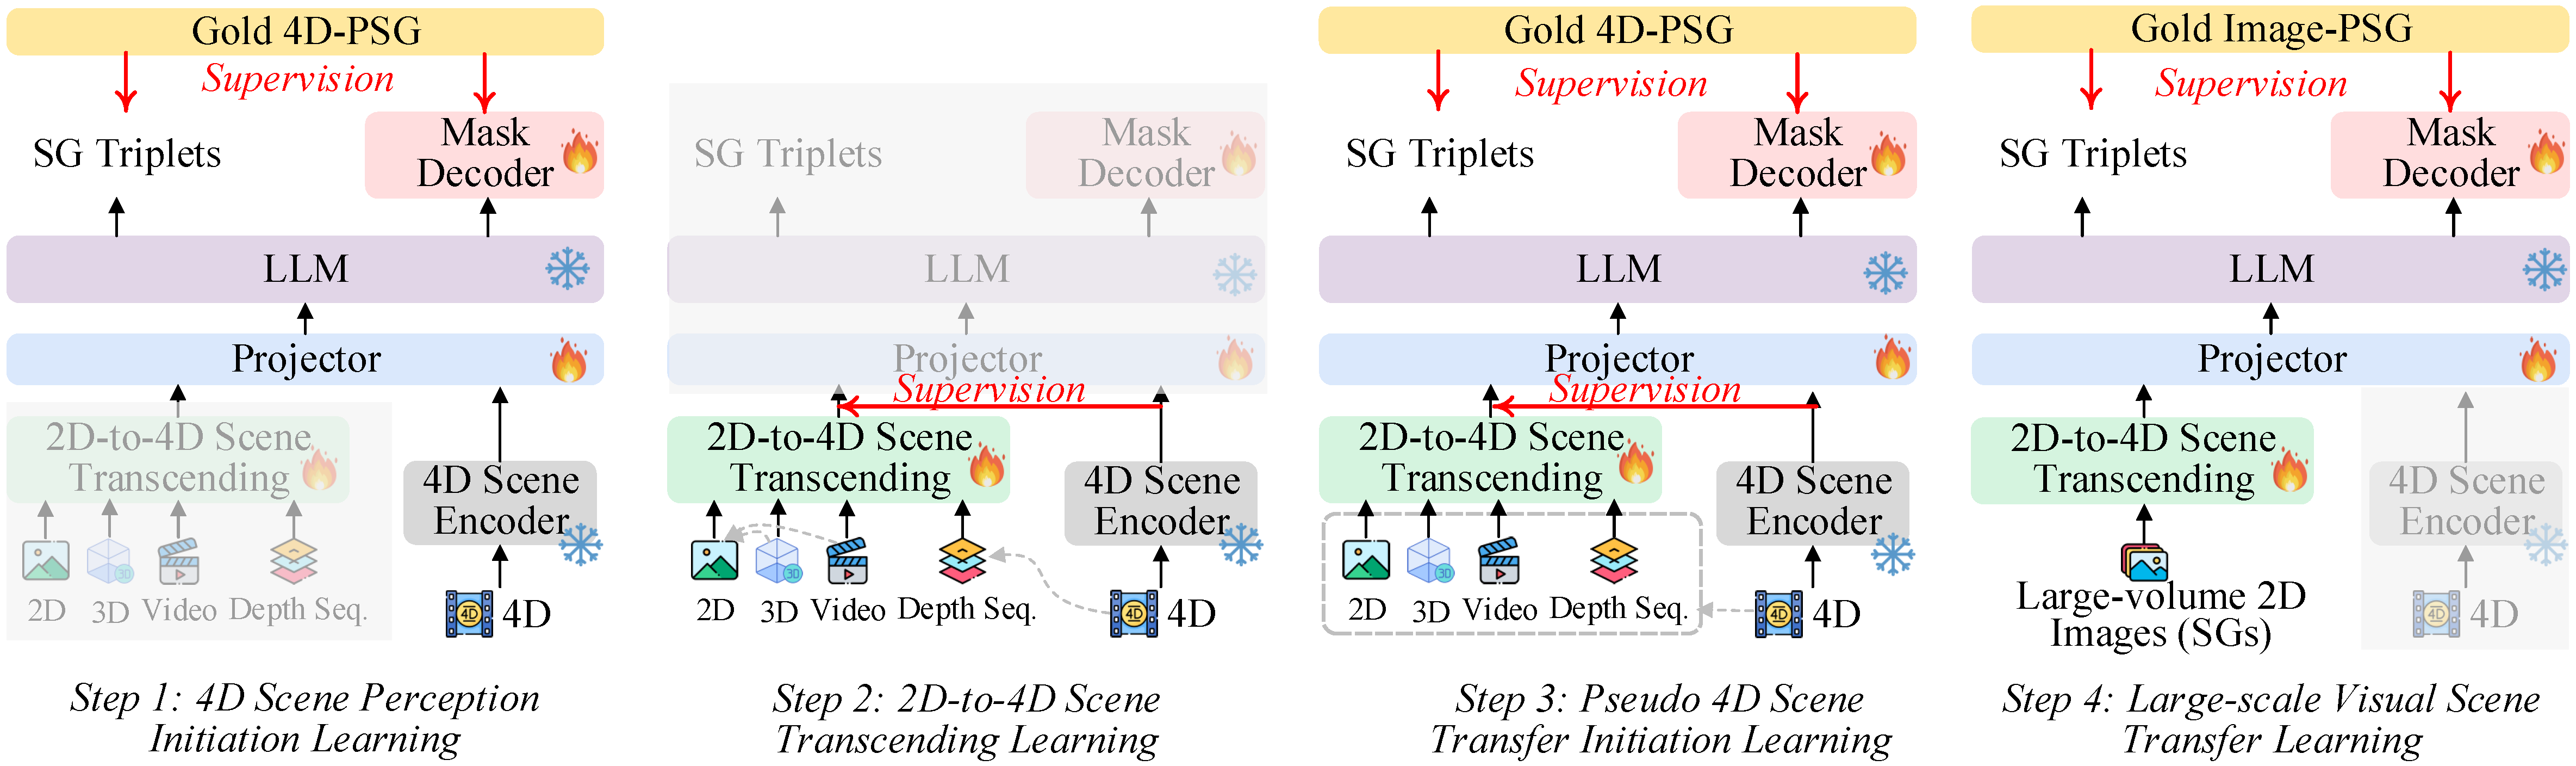 Gold 4D-PSG
Supervision
SG Triplets
Mask
Decoder
LLM
Projector
2D-to-4D Scene
Transcending
4D Scene
Encoder
2D
3D
Video
Depth Seq.
4D
Step 1: 4D Scene Perception
Initiation Learning
SG Triplets
Mask
Decoder
LLM
Projector
Supervision
2D-to-4D Scene
Transcending
4D Scene
Encoder
2D
3D
Video
Depth Seq.
4D
Step 2: 2D-to-4D Scene
Transcending Learning
Gold 4D-PSG
Supervision
SG Triplets
Mask
Decoder
LLM
Projector
Supervision
2D-to-4D Scene
Transcending
4D Scene
Encoder
2D
3D
Video
Depth Seq.
4D
Step 3: Pseudo 4D Scene
Transfer Initiation Learning
Gold Image-PSG
Supervision
SG Triplets
Mask
Decoder
LLM
Projector
2D-to-4D Scene
Transcending
4D Scene
Encoder
Large-volume 2D
Images (SGs)
4D
Step 4: Large-scale Visual Scene
Transfer Learning